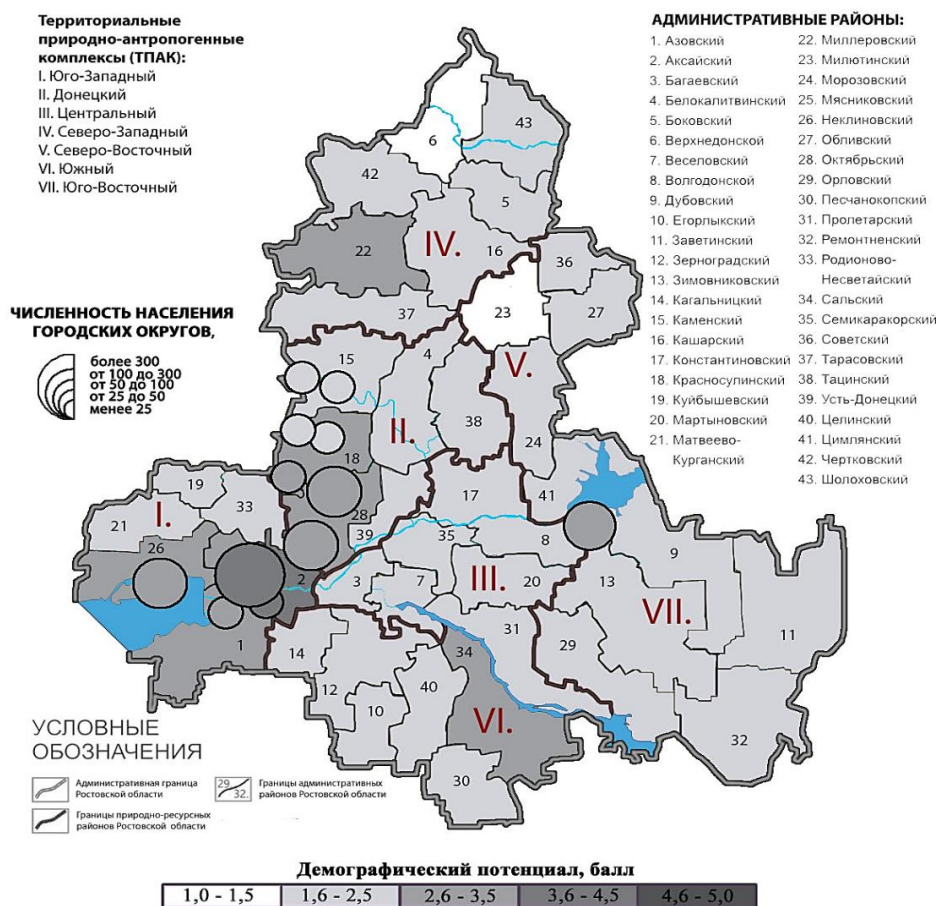 Территориальные
природно-антропогенные
комплексы (ТПАК):
I. Юго-Западный
II. Донецкий
III. Центральный
IV. Северо-Западный
V. Северо-Восточный
VI. Южный
VII. Юго-Восточный
ЧИСЛЕННОСТЬ НАСЕЛЕНИЯ
ГОРОДСКИХ ОКРУГОВ,
более 300
от 100 до 300
от 50 до 100
от 25 до 50
менее 25
АДМИНИСТРАТИВНЫЕ РАЙОНЫ:
1. Азовский
2. Аксайский
3. Багаевский
4. Белокалитвинский
5. Боковский
6. Верхнедонской
7. Веселовский
8. Волгодонской
9. Дубовский
10. Егорлыкский
11. Заветинский
12. Зерноградский
13. Зимовниковский
14. Кагальницкий
15. Каменский
16. Кашарский
17. Константиновский
18. Красносулинский
19. Куйбышевский
20. Мартыновский
21. Матвеево-
Курганский
22. Миллеровский
23. Милютинский
24. Морозовский
25. Мясниковский
26. Неклиновский
27. Обливский
28. Октябрьский
29. Орловский
30. Песчанокопский
31. Пролетарский
32. Ремонтненский
33. Родионово-
Несветайский
34. Сальский
35. Семикаракорский
36. Советский
37. Тарасовский
38. Тацинский
39. Усть-Донецкий
40. Целинский
41. Цимлянский
42. Чертковский
43. Шолоховский
6
43
42
5
22
IV.
16
36
23
27
37
15
4
V.
II.
38
18
24
19
17
41
I.
33
21
28
39
35
8
26
9
2
3
7
III.
20
13
VII.
1
14
34
31
29
11
12
40
10
VI.
30
32
УСЛОВНЫЕ
ОБОЗНАЧЕНИЯ
Административная граница
Ростовской области
29
32.
Границы административных
районов Ростовской области
Границы природно-ресурсных
районов Ростовской области
Демографический потенциал, балл
1,0 - 1,5 1,6 - 2,5 2,6 - 3,5 3,6 - 4,5 4,6 - 5,0